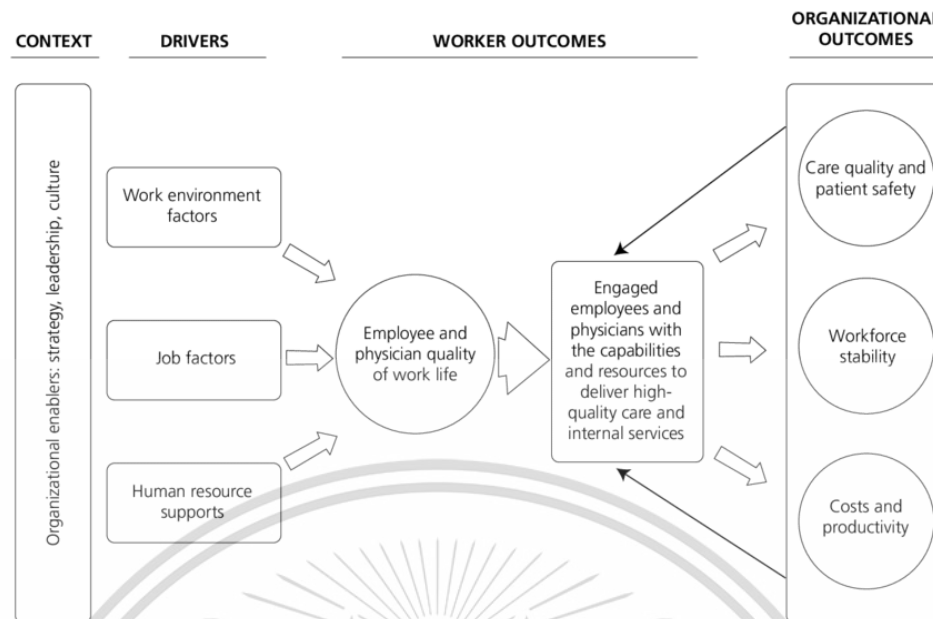 CONTEXT
DRIVERS
WORKER OUTCOMES
ORGANIZATIONAL
OUTCOMES
Organizational enablers: strategy, leadership, culture
Work environment
factors
Job factors
Human resource
supports
Employee and
physician quality
of work life
Engaged
employees and
physicians with
the capabilities
and resources to
deliver high-
quality care and
internal services
Care quality and
patient safety
Workforce
stability
Costs and
productivity